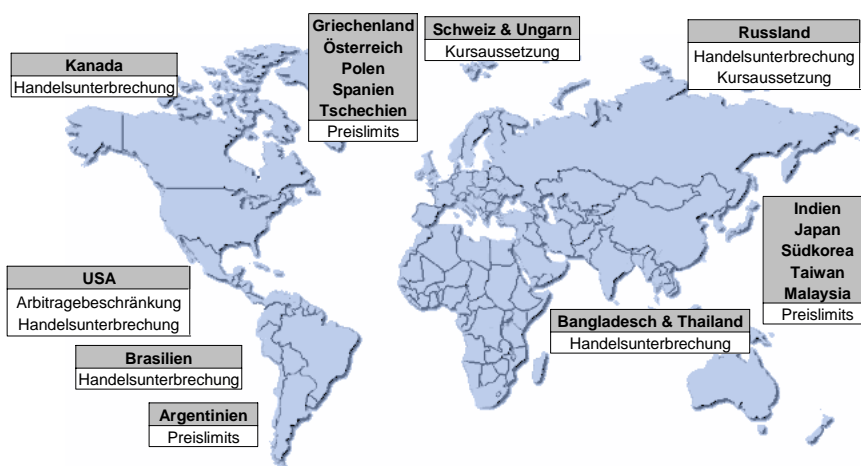 Kanada
Handelsunterbrechung
Griechenland
Österreich
Polen
Spanien
Tschechien
Preislimits
Schweiz & Ungarn
Kursaussetzung
Russland
Handelsunterbrechung
Kursaussetzung
USA
Arbitragebeschränkung
Handelsunterbrechung
Brasilien
Handelsunterbrechung
Argentinien
Preislimits
Bangladesch & Thailand
Handelsunterbrechung
Indien
Japan
Südkorea
Taiwan
Malaysia
Preislimits